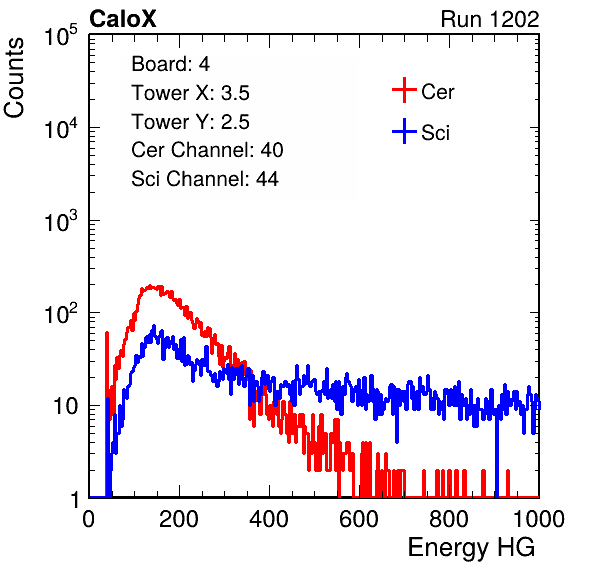 CaloX Run 1202
Counts
Board: 4
Tower X: 3.5
Tower Y: 2.5
Cer Channel: 40
Sci Channel: 44
Cer
Sci
10^5
10^4
10^3
10^2
10
1
0 200 400 600 800 1000
Energy HG